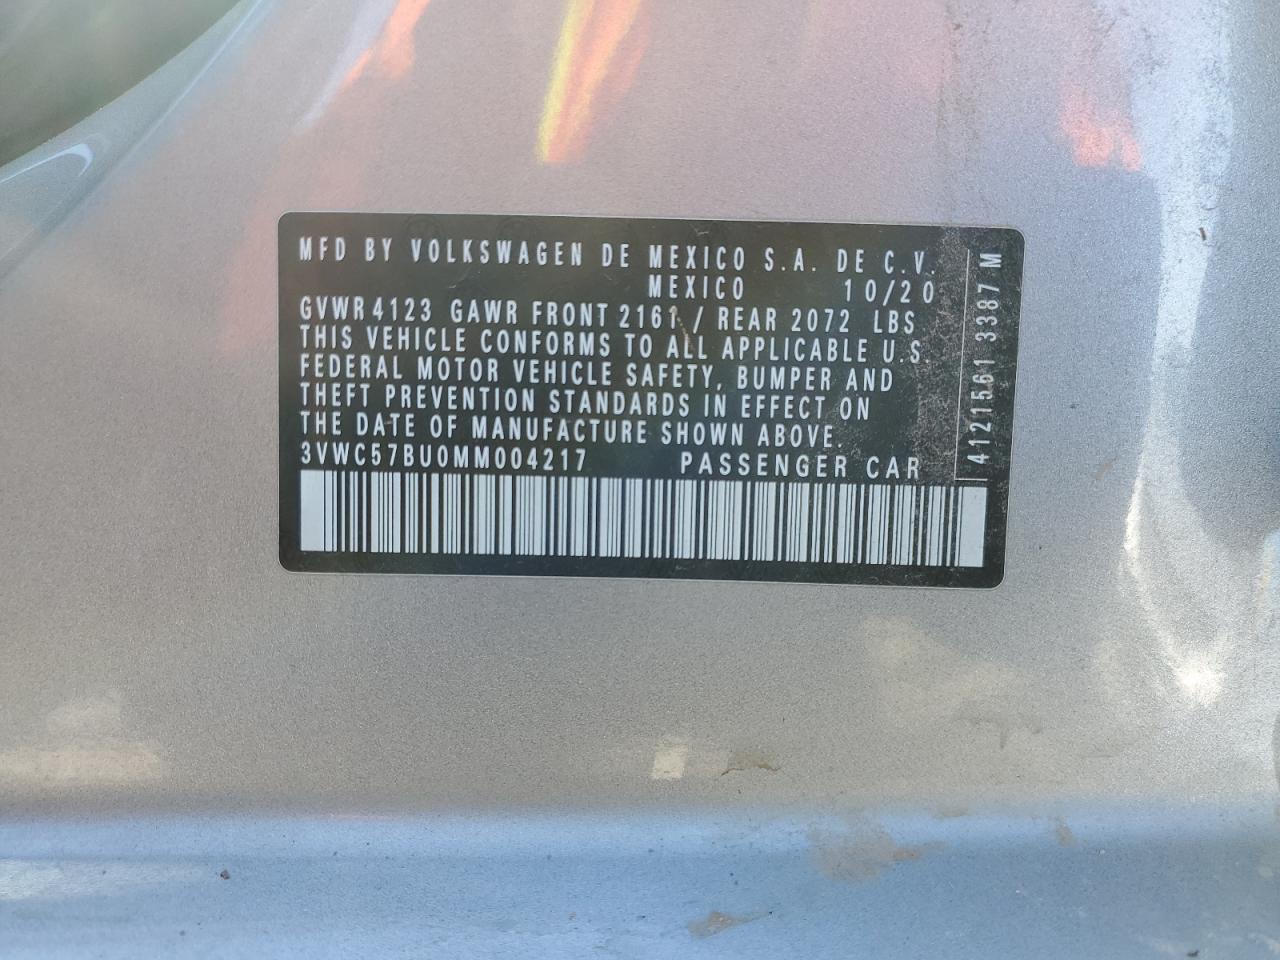 MFD BY VOLKSWAGEN DE MEXICO S.A. DE C.V.
MEXICO 10/20
GVWR 4123 GAWR FRONT 2161 / REAR 2072 LBS
THIS VEHICLE CONFORMS TO ALL APPLICABLE U.S.
FEDERAL MOTOR VEHICLE SAFETY, BUMPER AND
THEFT PREVENTION STANDARDS IN EFFECT ON
THE DATE OF MANUFACTURE SHOWN ABOVE.
3VWC57BU0MM004217 PASSENGER CAR
4121561 3387 M